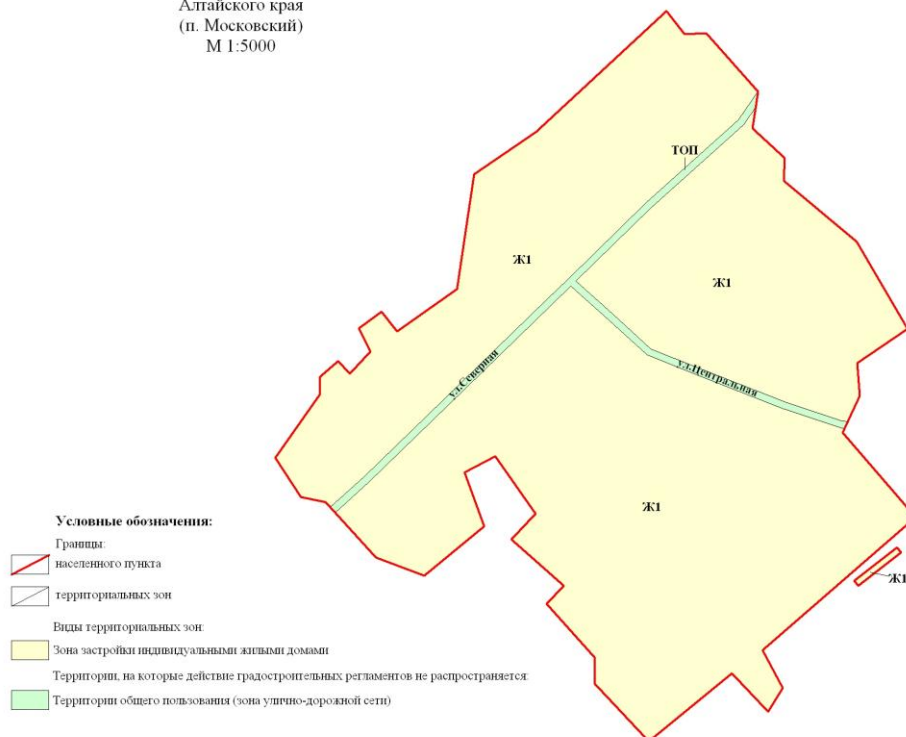 Алтайского края
(п. Московский)
М 1:5000
ТОП
Ж1
Ж1
ул.Северная
ул.Центральная
Ж1
Ж1
Условные обозначения:
Границы:
населенного пункта
территориальных зон
Виды территориальных зон:
Зона застройки индивидуальными жилыми домами
Территории, на которые действие градостроительных регламентов не распространяется:
Территории общего пользования (зона улично-дорожной сети)